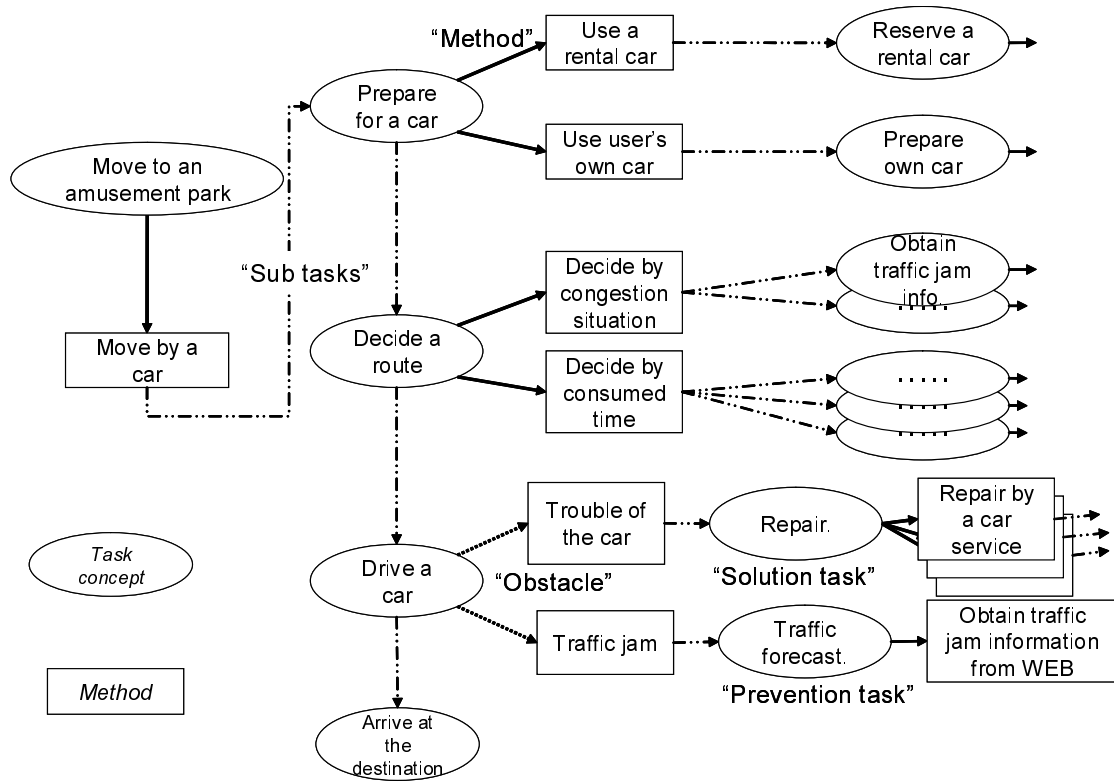 “Method”
Use a
rental car
Reserve a
rental car
Prepare
for a car
Use user’s
own car
Prepare
own car
Move to an
amusement park
“Sub tasks”
Move by a
car
Decide a
route
Decide by
congestion
situation
Obtain
traffic jam
info.
.....
Decide by
consumed
time
.....
.....
.....
Task
concept
Method
Drive a
car
“Obstacle”
Trouble of
the car
Repair.
“Solution task”
Repair by
a car
service
Traffic jam
Traffic
forecast.
“Prevention task”
Obtain traffic
jam information
from WEB
Arrive at
the
destination